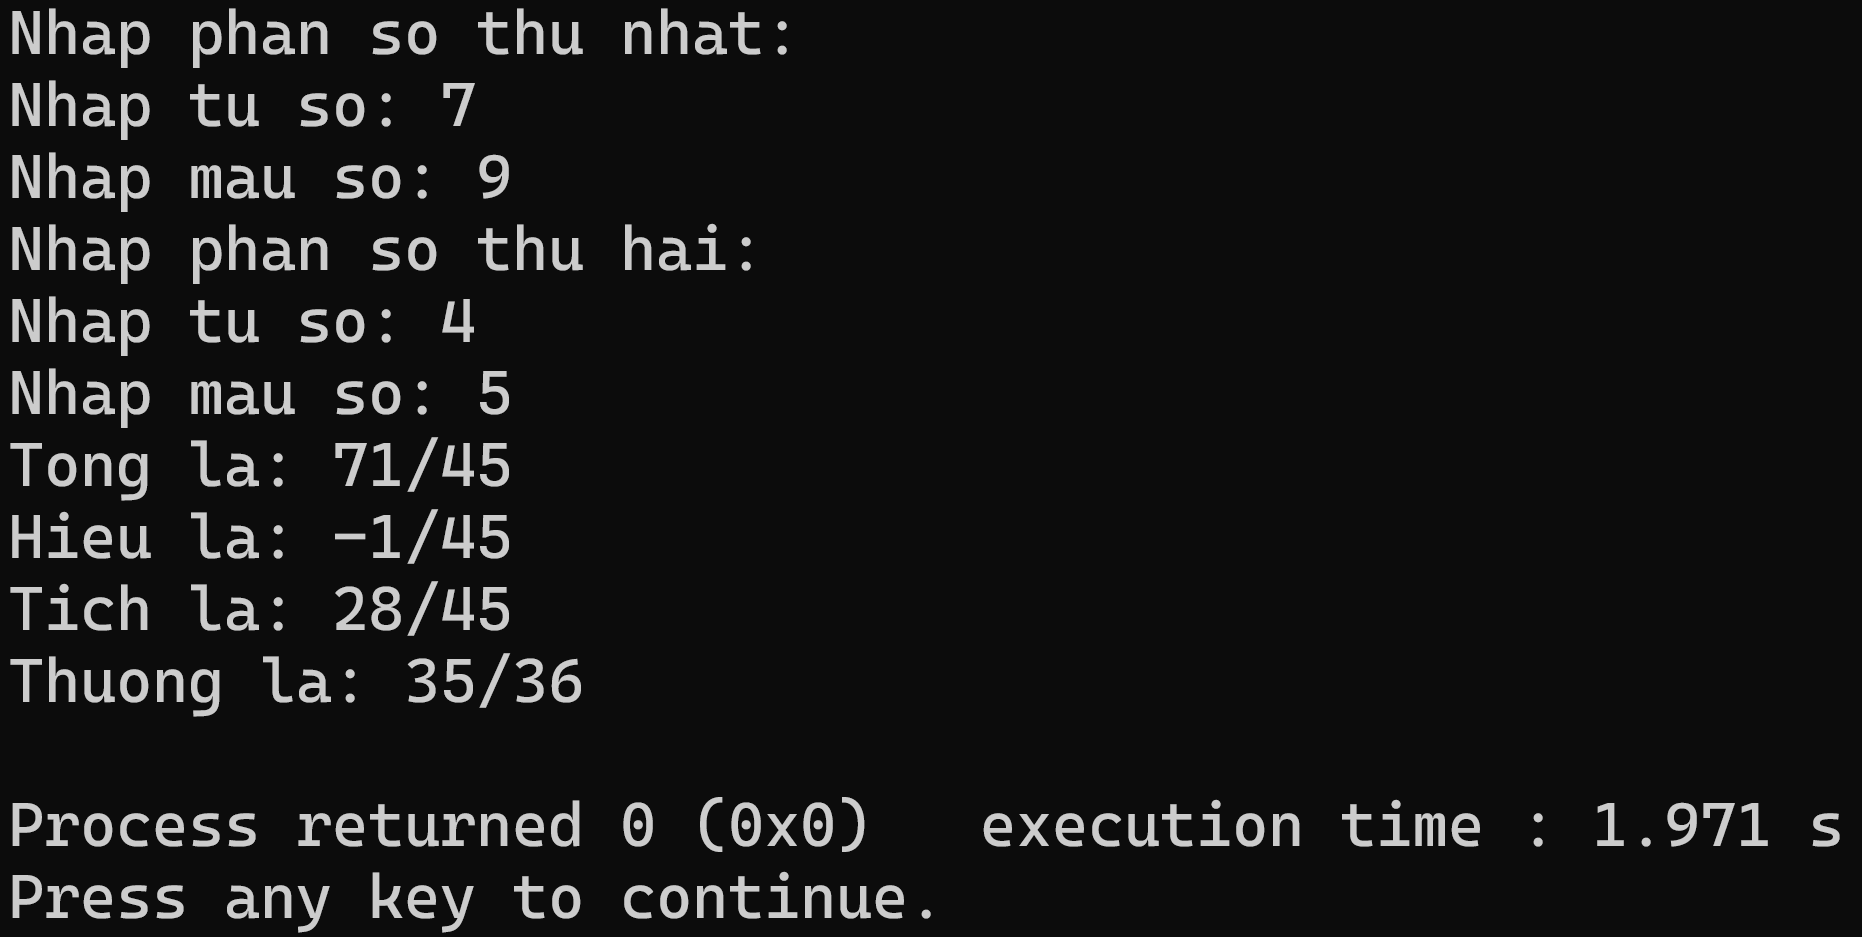 Nhap phan so thu nhat:
Nhap tu so: 7
Nhap mau so: 9
Nhap phan so thu hai:
Nhap tu so: 4
Nhap mau so: 5
Tong la: 71/45
Hieu la: -1/45
Tich la: 28/45
Thuong la: 35/36
Process returned 0 (0x0)   execution time : 1.971 s
Press any key to continue.